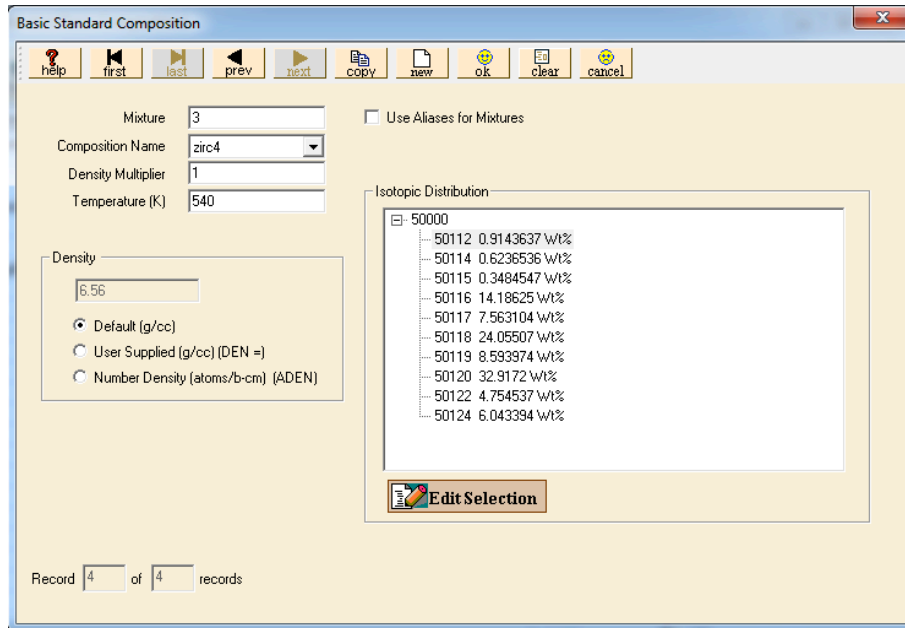 Basic Standard Composition
help first last prev next copy new ok clear cancel
Mixture 3
Use Aliases for Mixtures
Composition Name zirc4
Density Multiplier 1
Temperature (K) 540
Isotopic Distribution
50000
50112 0.9143637 Wt%
50114 0.6236536 Wt%
50115 0.3484547 Wt%
50116 14.18625 Wt%
50117 7.563104 Wt%
50118 24.05507 Wt%
50119 8.593974 Wt%
50120 32.9172 Wt%
50122 4.754537 Wt%
50124 6.043394 Wt%
Edit Selection
Density
6.56
Default (g/cc)
User Supplied (g/cc) (DEN =)
Number Density (atoms/b-cm) (ADEN)
Record 4 of 4 records